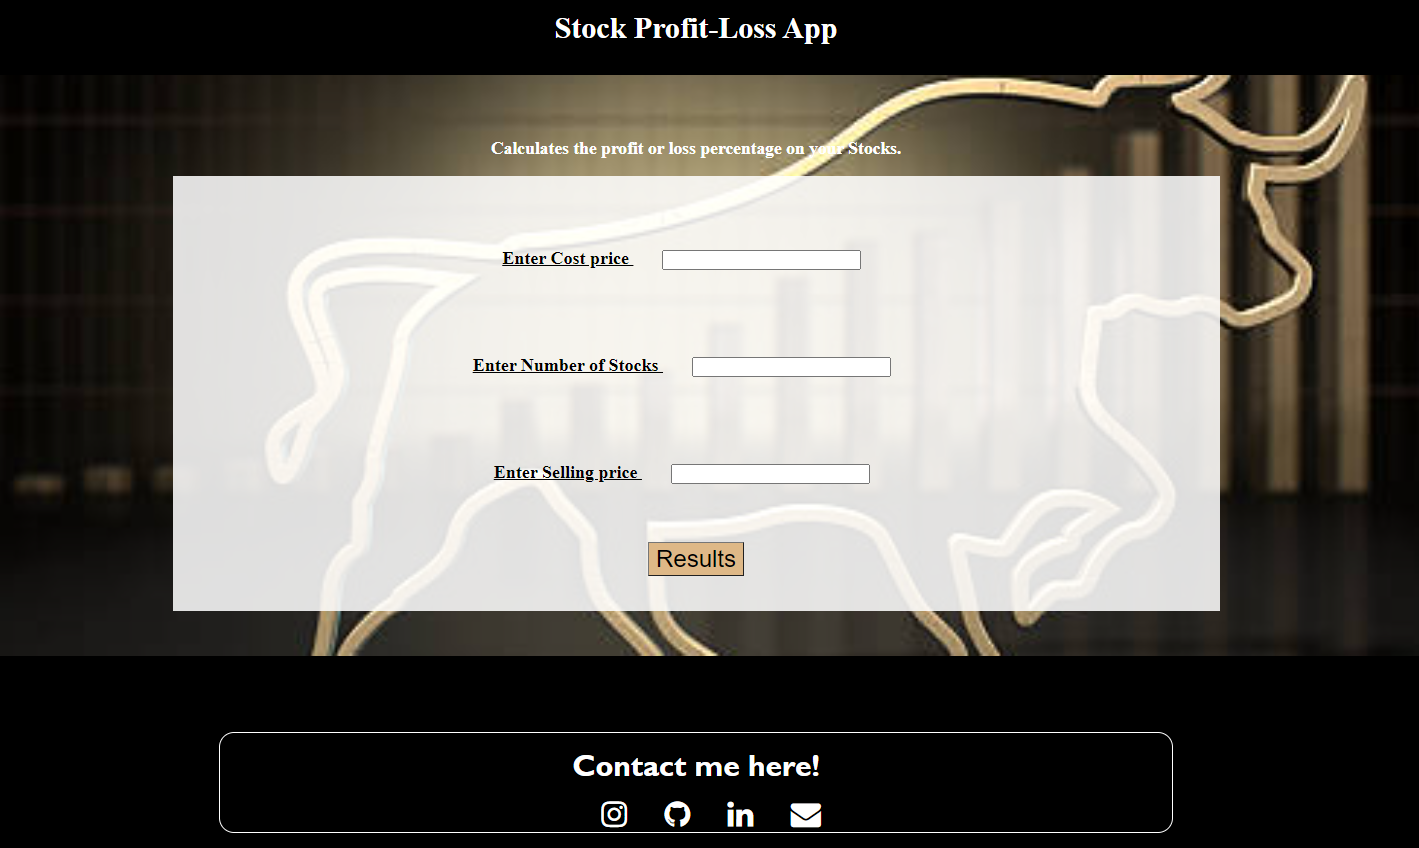 Stock Profit-Loss App
Calculates the profit or loss percentage on your Stocks.
Enter Cost price
Enter Number of Stocks
Enter Selling price
Results
Contact me here!
in